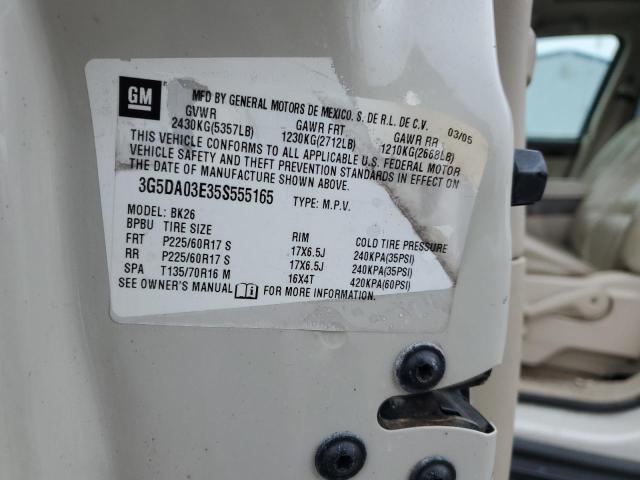 GM
MFD BY GENERAL MOTORS DE MEXICO, S. DE R.L. DE C.V. 03/05
GVWR GAWR FRT GAWR RR
2430KG(5357LB) 1230KG(2712LB) 1210KG(2668LB)
THIS VEHICLE CONFORMS TO ALL APPLICABLE U.S. FEDERAL MOTOR
VEHICLE SAFETY AND THEFT PREVENTION STANDARDS IN EFFECT ON
THE DATE OF MANUFACTURE SHOWN ABOVE.
3G5DA03E35S555165 TYPE: M.P.V.
MODEL: BK26
BPBU TIRE SIZE RIM COLD TIRE PRESSURE
FRT P225/60R17 S 17X6.5J 240KPA(35PSI)
RR P225/60R17 S 17X6.5J 240KPA(35PSI)
SPA T135/70R16 M 16X4T 420KPA(60PSI)
SEE OWNER'S MANUAL FOR MORE INFORMATION.